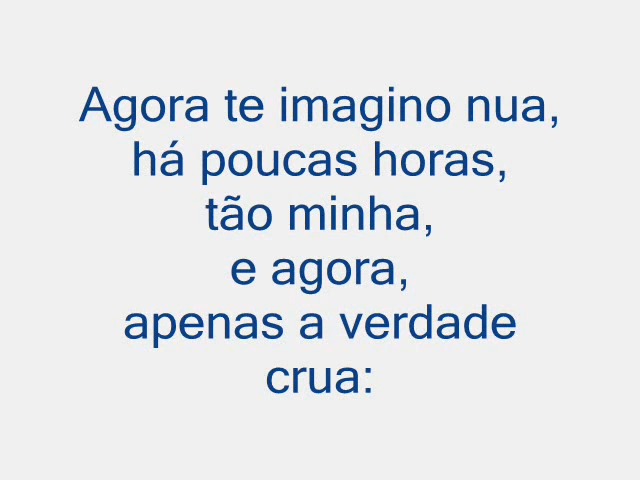 Agora te imagino nua,
há poucas horas,
tão minha,
e agora,
apenas a verdade
crua: